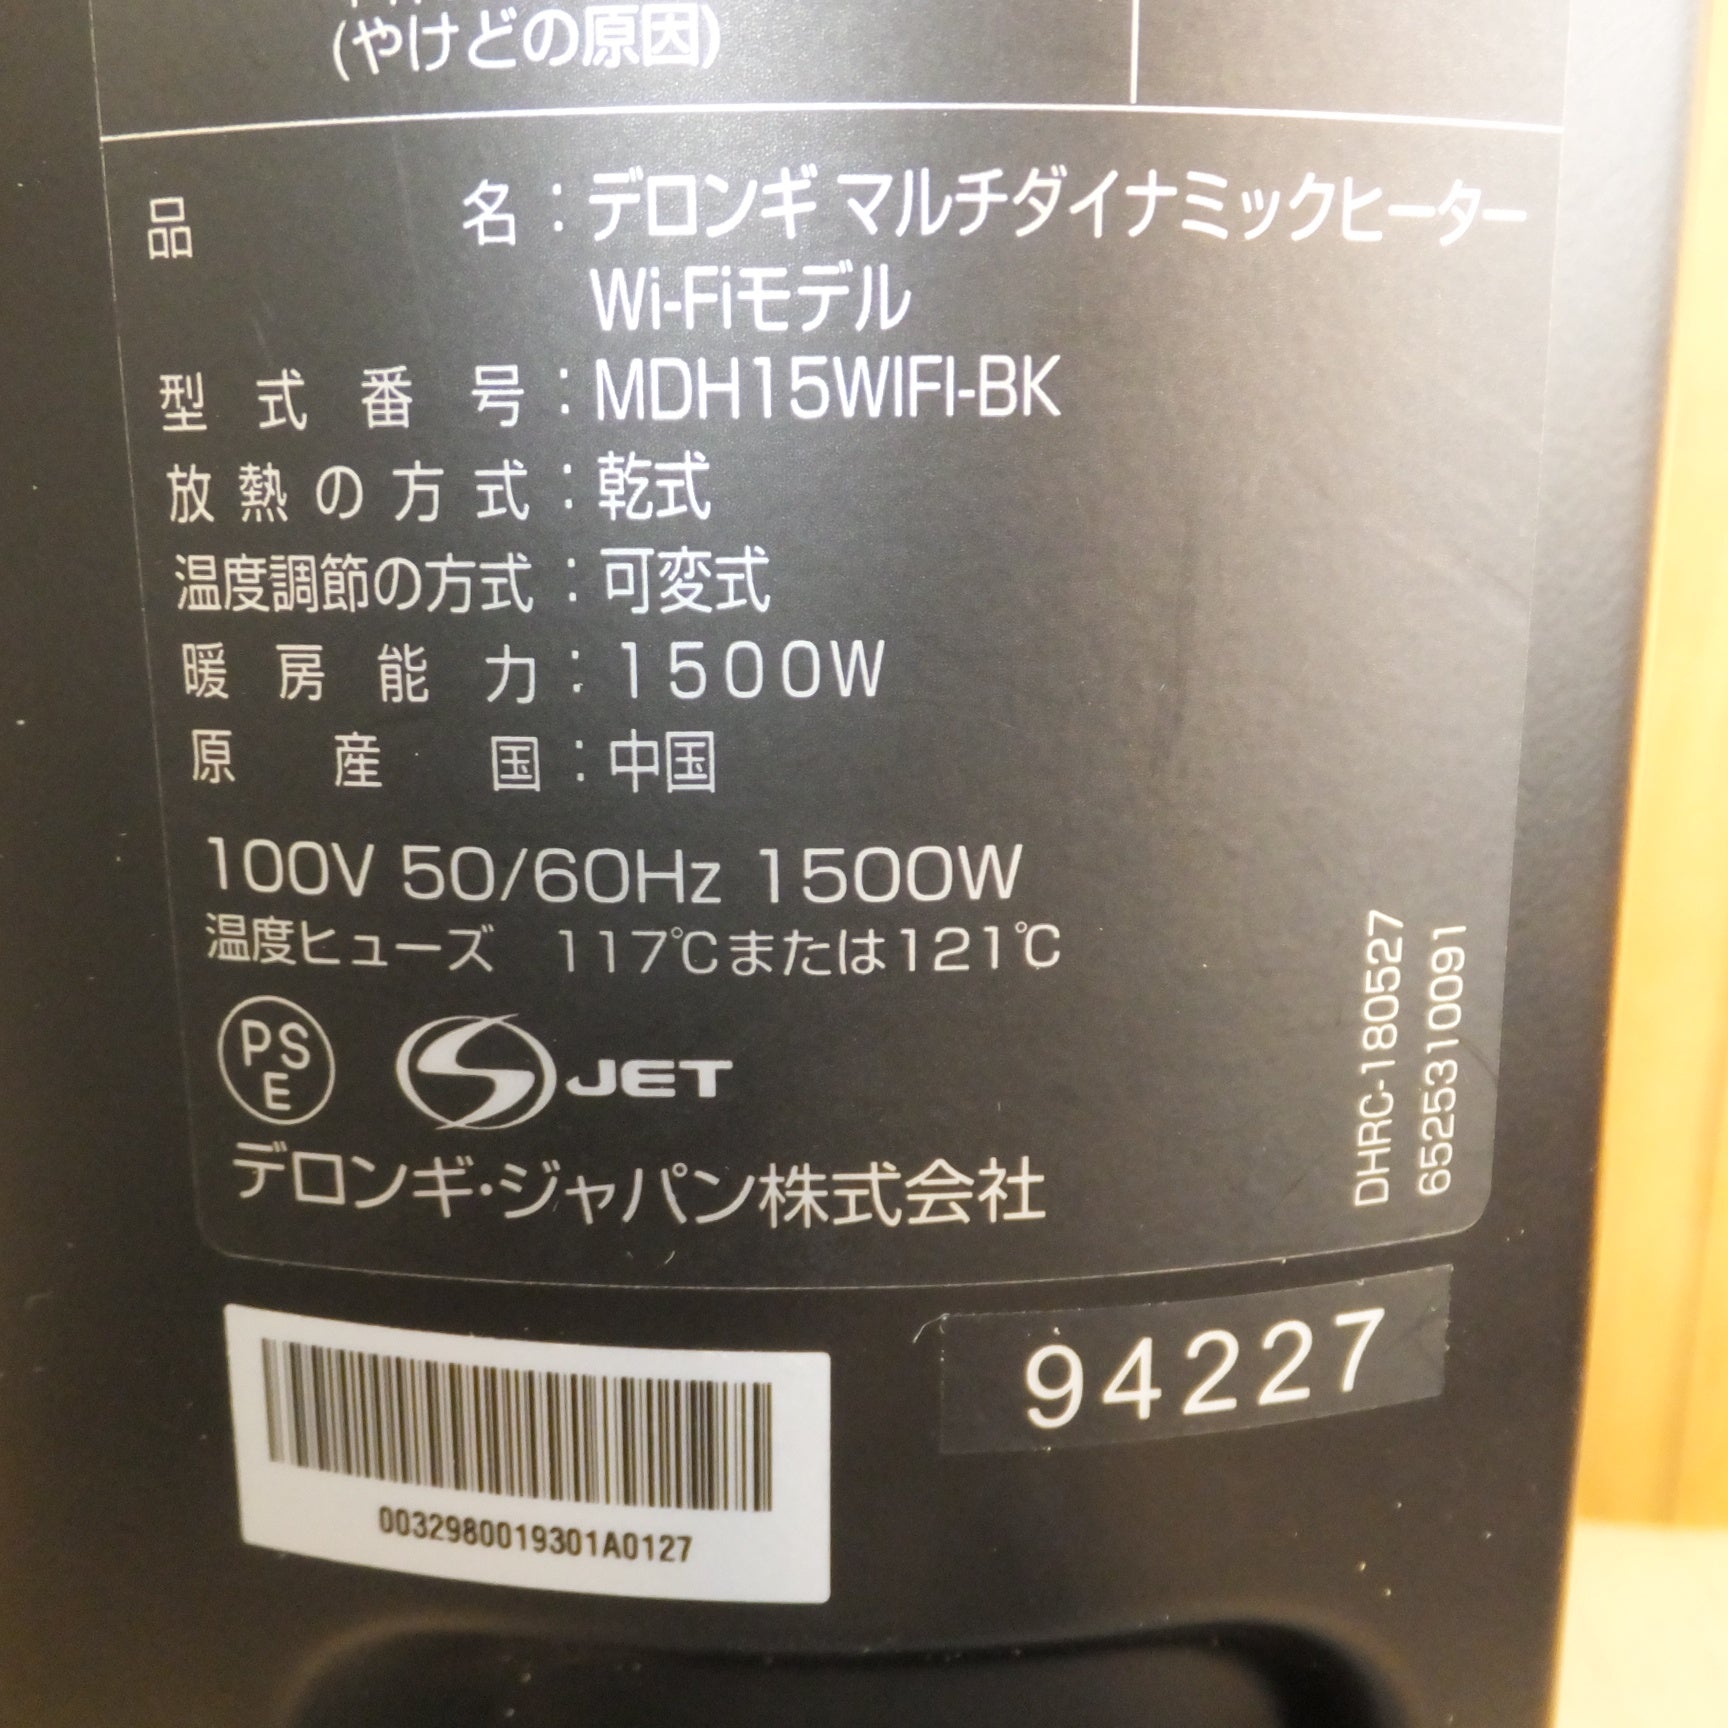 (やけどの原因)
品名：デロンギ マルチダイナミックヒーター
Wi-Fiモデル
型式番号：MDH15WIFI-BK
放熱の方式：乾式
温度調節の方式：可変式
暖房能力：1500W
原産国：中国
100V 50/60Hz 1500W
温度ヒューズ 117℃または121℃
PSE
JET
デロンギ・ジャパン株式会社
DHRC-180527
6525310091
94227
0032980019301A0127